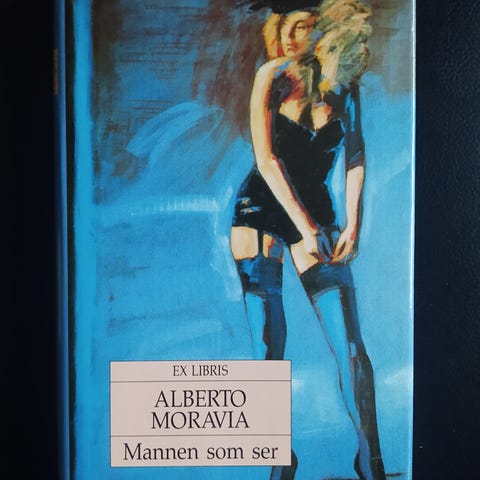 EX LIBRIS
ALBERTO
MORAVIA
Mannen som ser